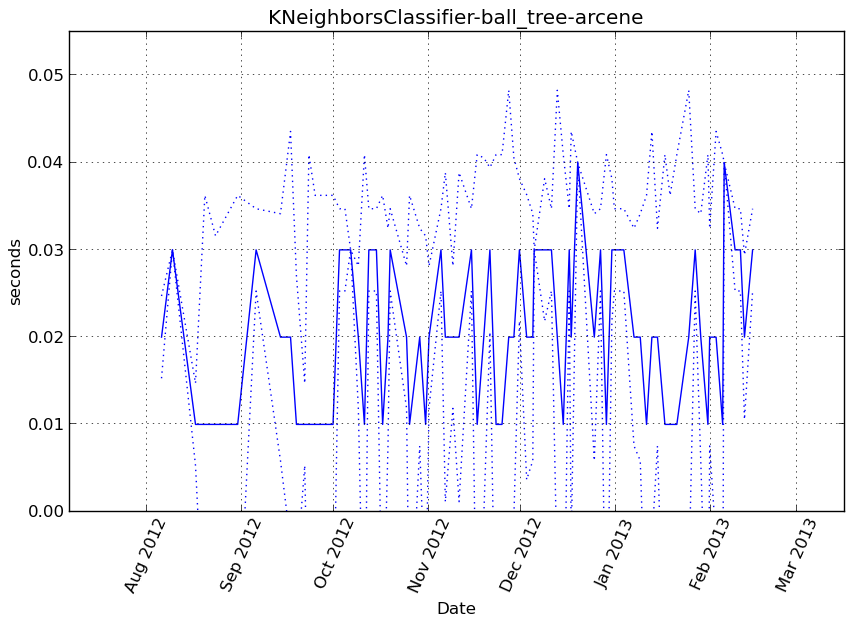 KNeighborsClassifier-ball_tree-arcene
0.05
0.04
0.03
0.02
0.01
0.00
seconds
Aug 2012
Sep 2012
Oct 2012
Nov 2012
Dec 2012
Jan 2013
Feb 2013
Mar 2013
Date